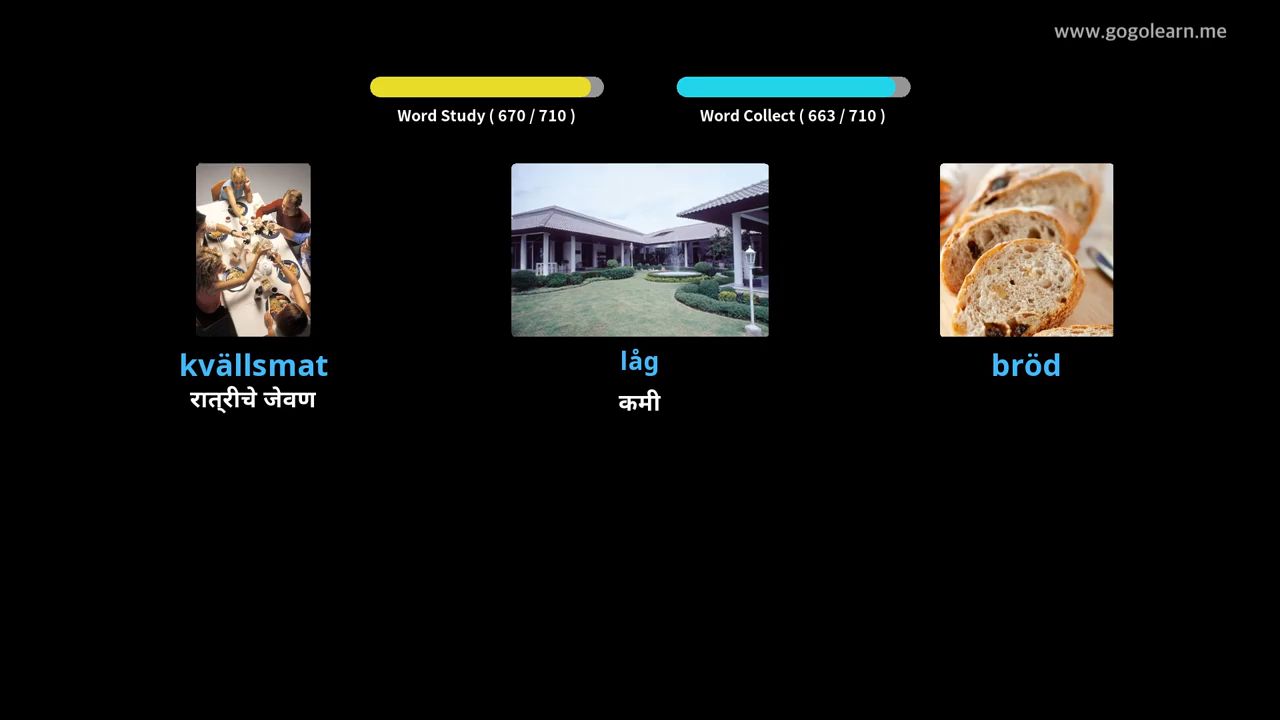 www.gogolearn.me
Word Study ( 670 / 710 )
Word Collect ( 663 / 710 )
kvällsmat
रात्रीचे जेवण
låg
कमी
bröd